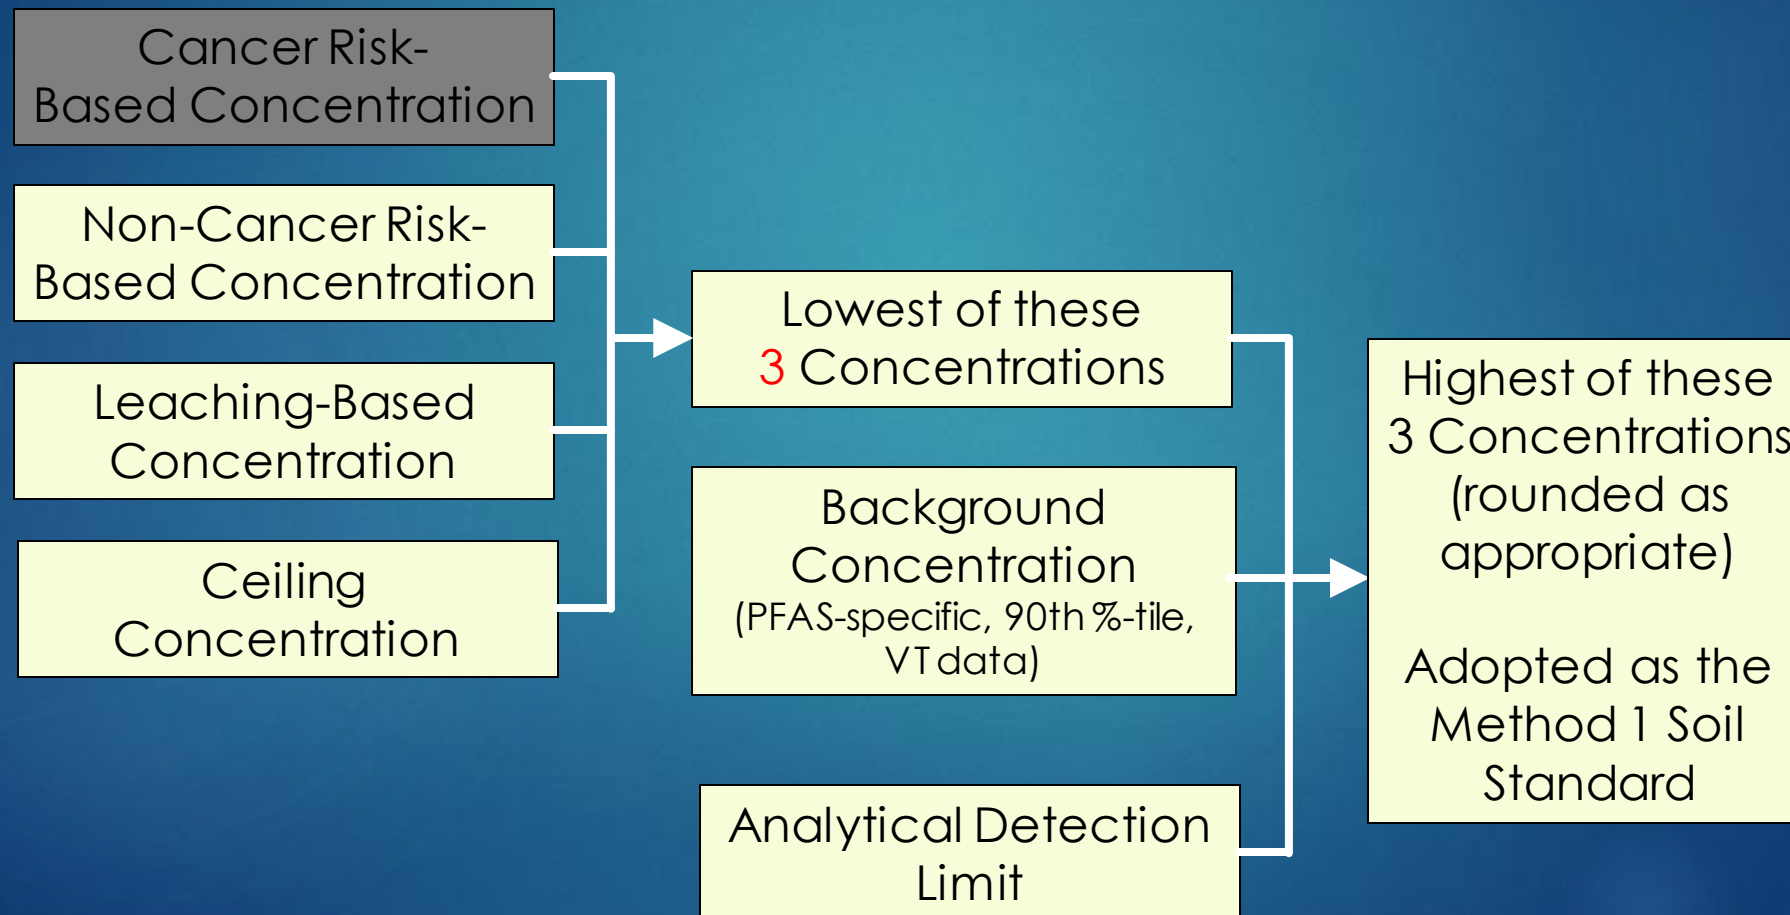 Cancer Risk-
Based Concentration
Non-Cancer Risk-
Based Concentration
Leaching-Based
Concentration
Ceiling
Concentration
Lowest of these
3 Concentrations
Background
Concentration
(PFAS-specific, 90th %-tile,
VT data)
Analytical Detection
Limit
Highest of these
3 Concentrations
(rounded as
appropriate)
Adopted as the
Method 1 Soil
Standard